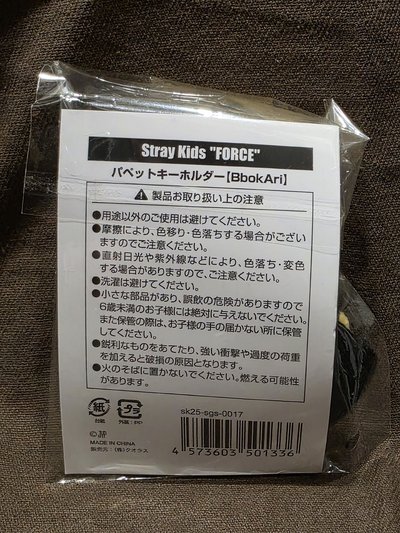 Stray Kids "FORCE"
パペットキーホルダー【BbokAri】
製品お取り扱い上の注意
●用途以外のご使用は避けてください。
●摩擦により、色移り・色落ちする場合がござい
ますのでご注意ください。
●直射日光や紫外線などにより、色落ち・変色
する場合がありますので、ご注意ください。
●洗濯は避けてください。
●小さな部品があり、誤飲の危険がありますので
6歳未満のお子様には絶対に与えないでください。
また保管の際は、お子様の手の届かない所に保管
してください。
●鋭利なものをあてたり、強い衝撃や過度の荷重
を加えると破損の原因となります。
●火のそばに置かないでください。燃える可能性
があります。
紙
台紙
プラ
外装：PP
sk25-sgs-0017
©JYP
MADE IN CHINA
販売元：(株)クオラス
4 573603 501336